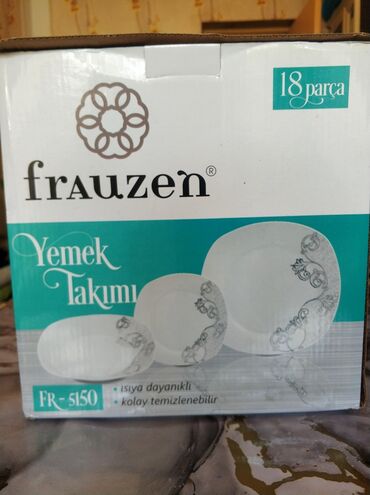 18 parça
frauzen®
Yemek
Takımı
FR - 5150
• ısıya dayanıklı
• kolay temizlenebilir